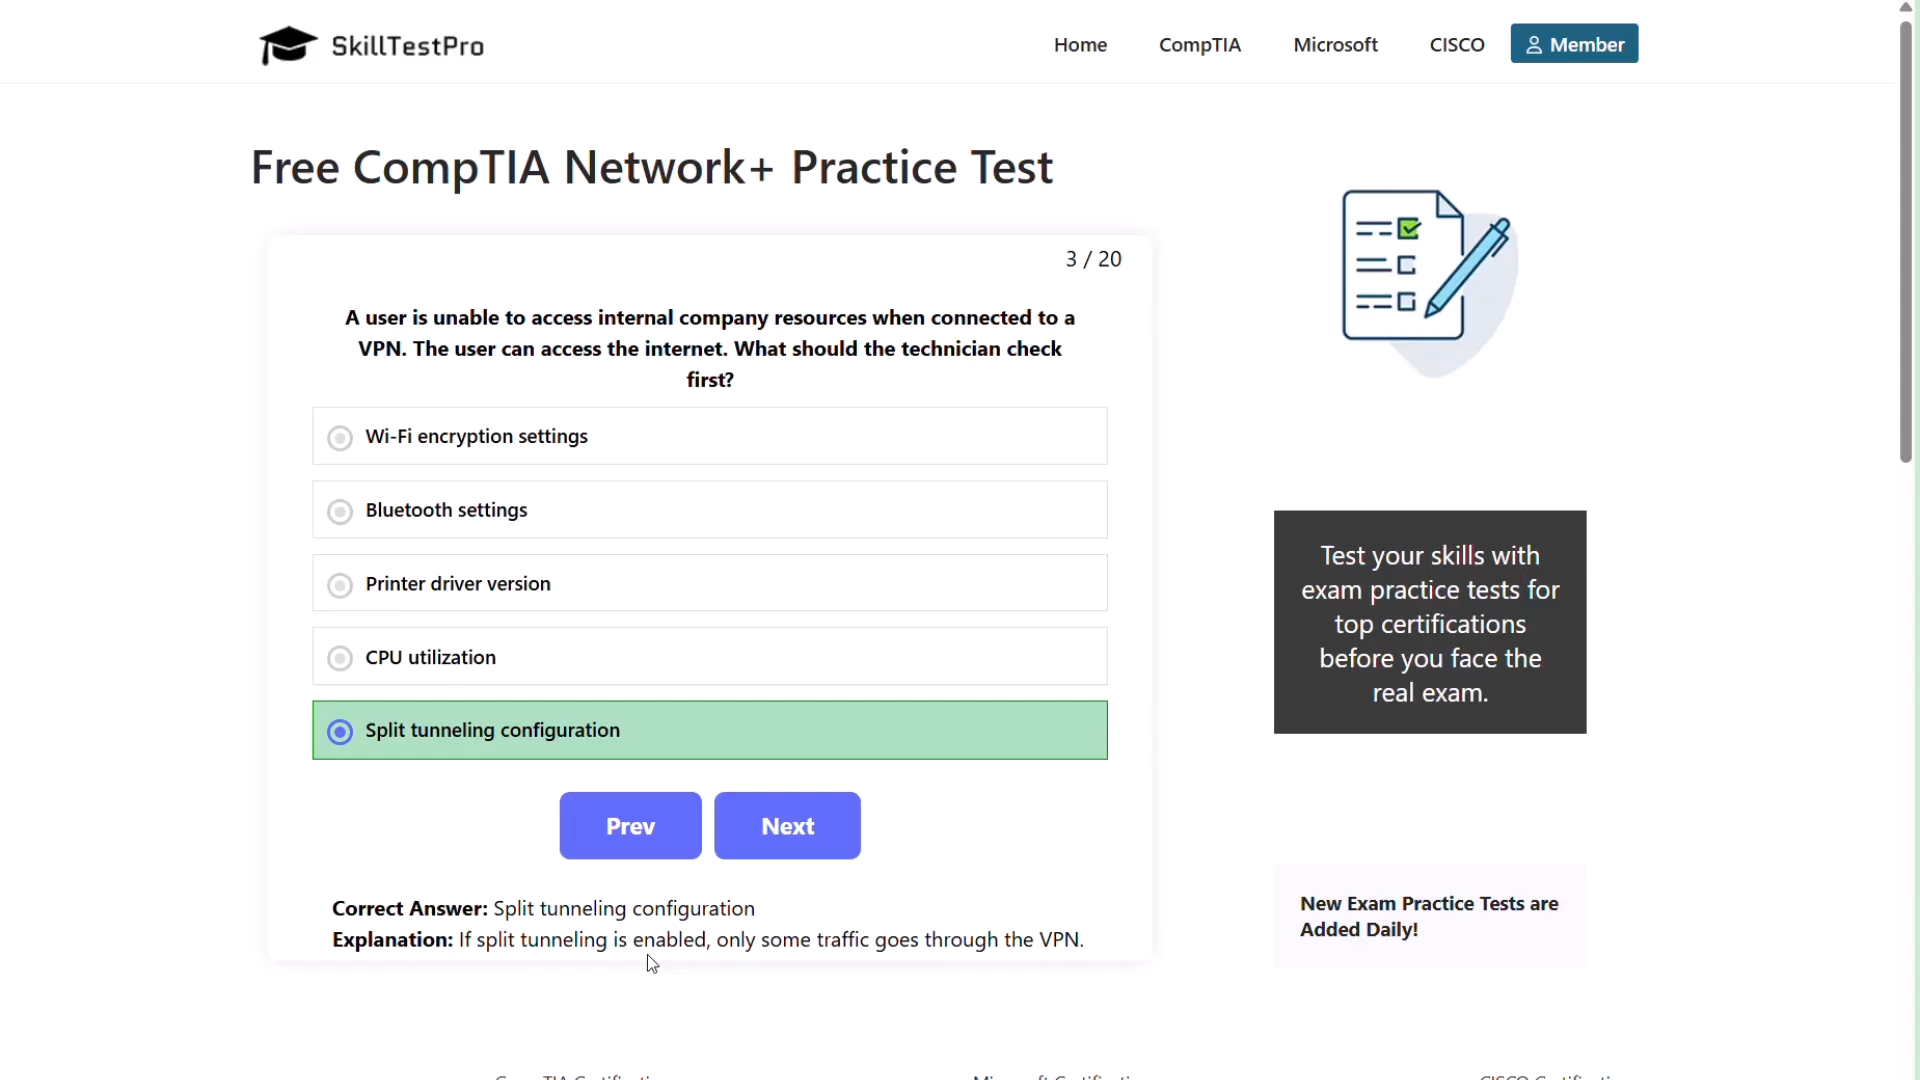 SkillTestPro
Home
CompTIA
Microsoft
CISCO
Member
Free CompTIA Network+ Practice Test
3 / 20
A user is unable to access internal company resources when connected to a
VPN. The user can access the internet. What should the technician check
first?
Wi-Fi encryption settings
Bluetooth settings
Printer driver version
CPU utilization
Split tunneling configuration
Prev
Next
Correct Answer: Split tunneling configuration
Explanation: If split tunneling is enabled, only some traffic goes through the VPN.
Test your skills with
exam practice tests for
top certifications
before you face the
real exam.
New Exam Practice Tests are
Added Daily!